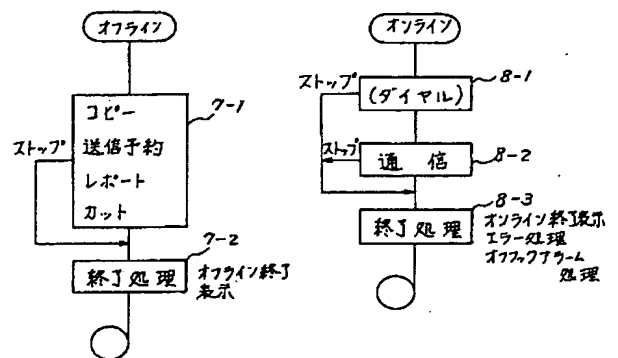 オフライン
ストップ
コピー
送信予約
レポート
カット
7-1
7-2
終了処理
オフライン終了
表示
オンライン
ストップ
(ダイヤル)
8-1
ストップ
通信
8-2
8-3
終了処理
オンライン終了表示
エラー処理
オフフックアラーム
処理